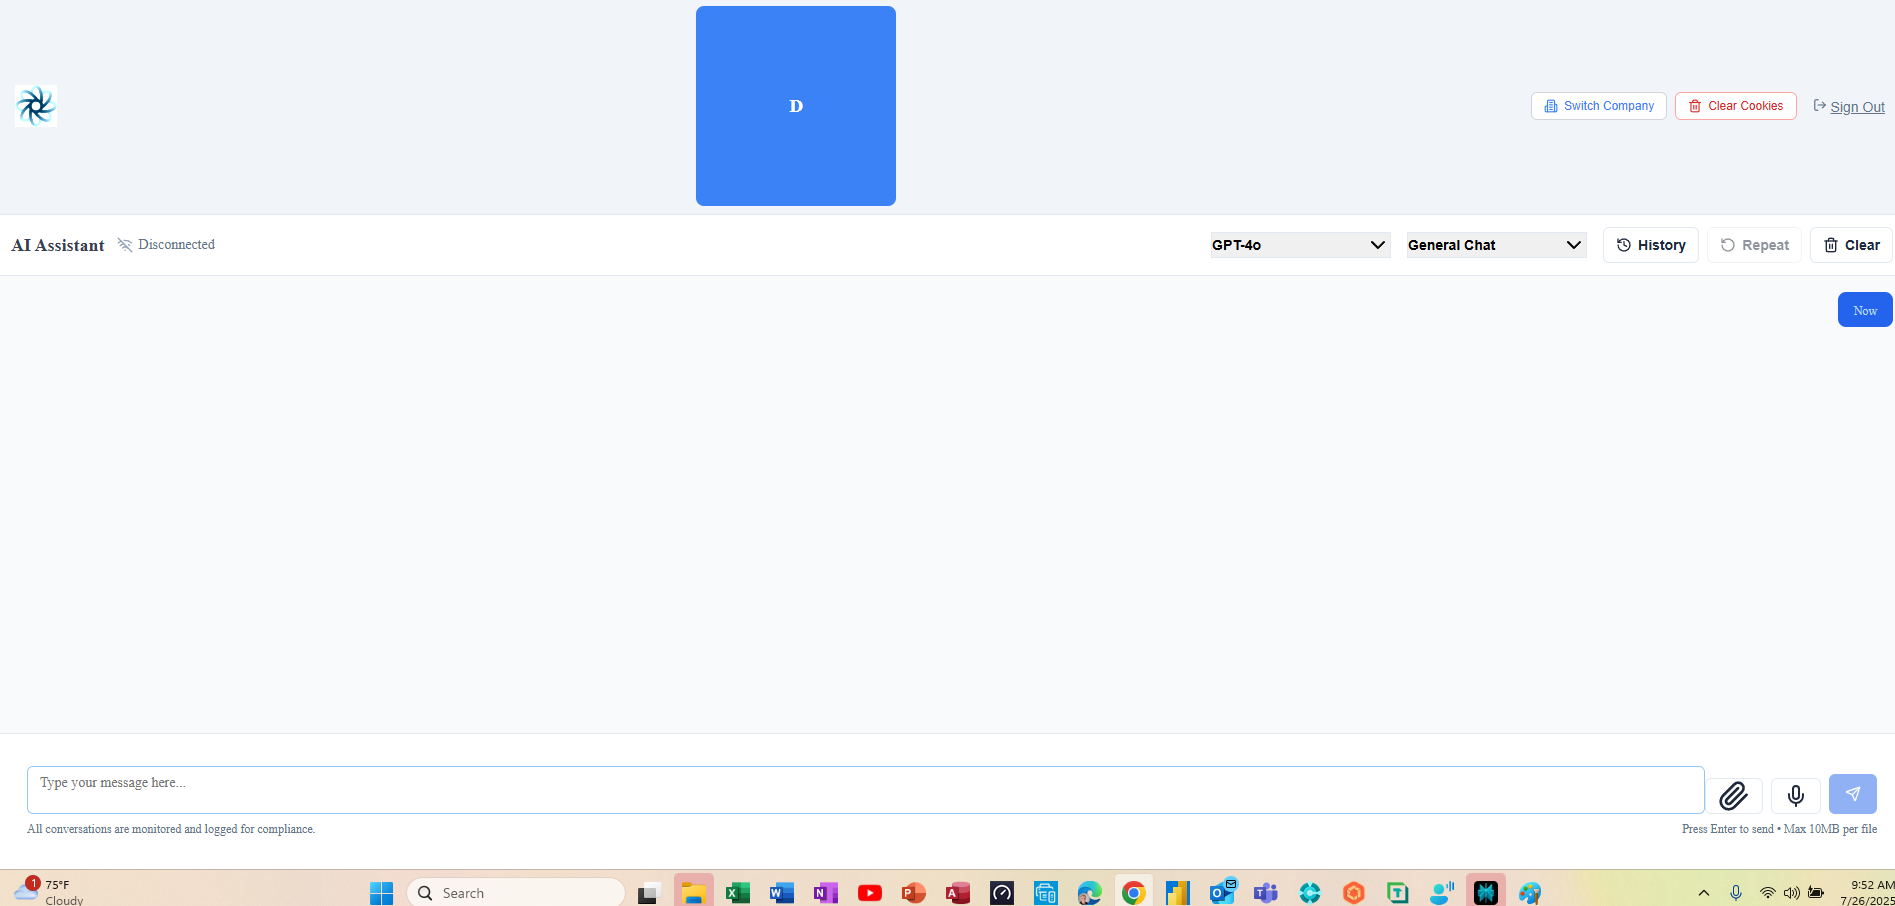 D
Switch Company
Clear Cookies
Sign Out
AI Assistant
Disconnected
GPT-4o
General Chat
History
Repeat
Clear
Now
Type your message here...
All conversations are monitored and logged for compliance.
Press Enter to send • Max 10MB per file
1
75°F
Cloudy
Search
9:52 AM
7/26/2025